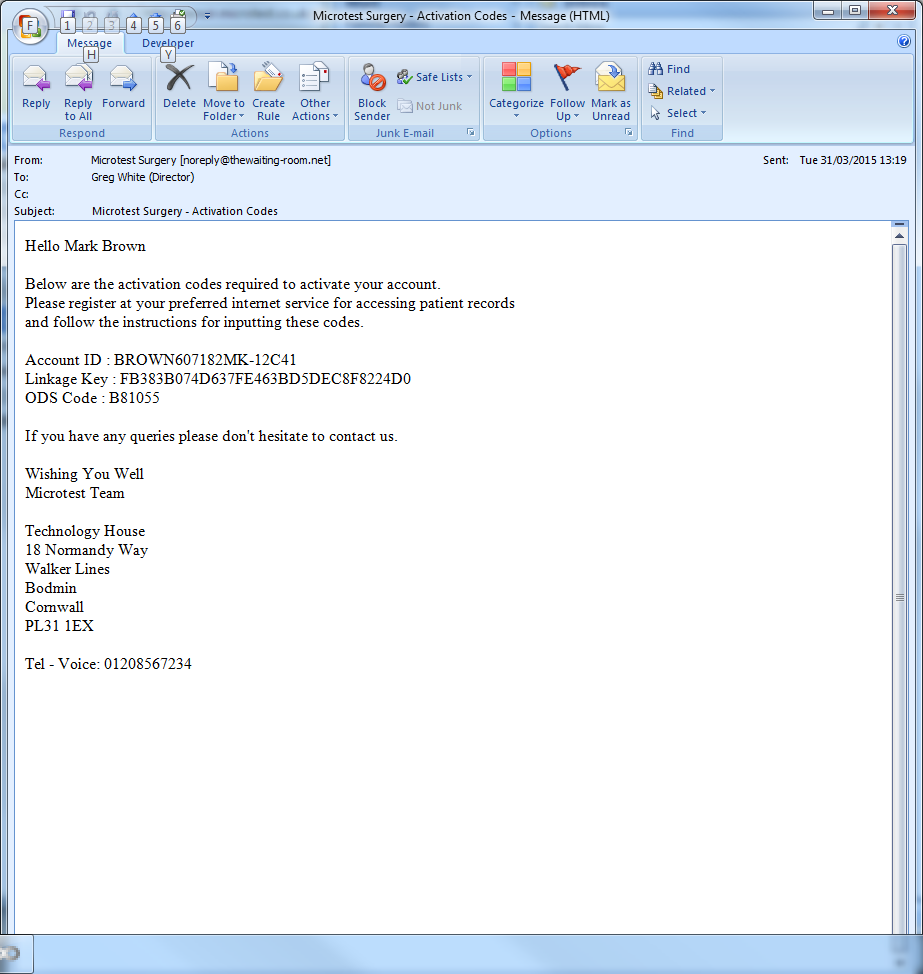 Microtest Surgery - Activation Codes - Message (HTML)
F
1 2 3 4 5 6
Message Developer
H Y
Reply Reply to All Forward Delete Move to Folder Create Rule Other Actions Block Sender Safe Lists Not Junk Categorize Follow Up Mark as Unread Find Related Select
Respond Actions Junk E-mail Options Find
From: Microtest Surgery [noreply@thewaiting-room.net] Sent: Tue 31/03/2015 13:19
To: Greg White (Director)
Cc:
Subject: Microtest Surgery - Activation Codes
Hello Mark Brown
Below are the activation codes required to activate your account.
Please register at your preferred internet service for accessing patient records
and follow the instructions for inputting these codes.
Account ID : BROWN607182MK-12C41
Linkage Key : FB383B074D637FE463BD5DEC8F8224D0
ODS Code : B81055
If you have any queries please don't hesitate to contact us.
Wishing You Well
Microtest Team
Technology House
18 Normandy Way
Walker Lines
Bodmin
Cornwall
PL31 1EX
Tel - Voice: 01208567234